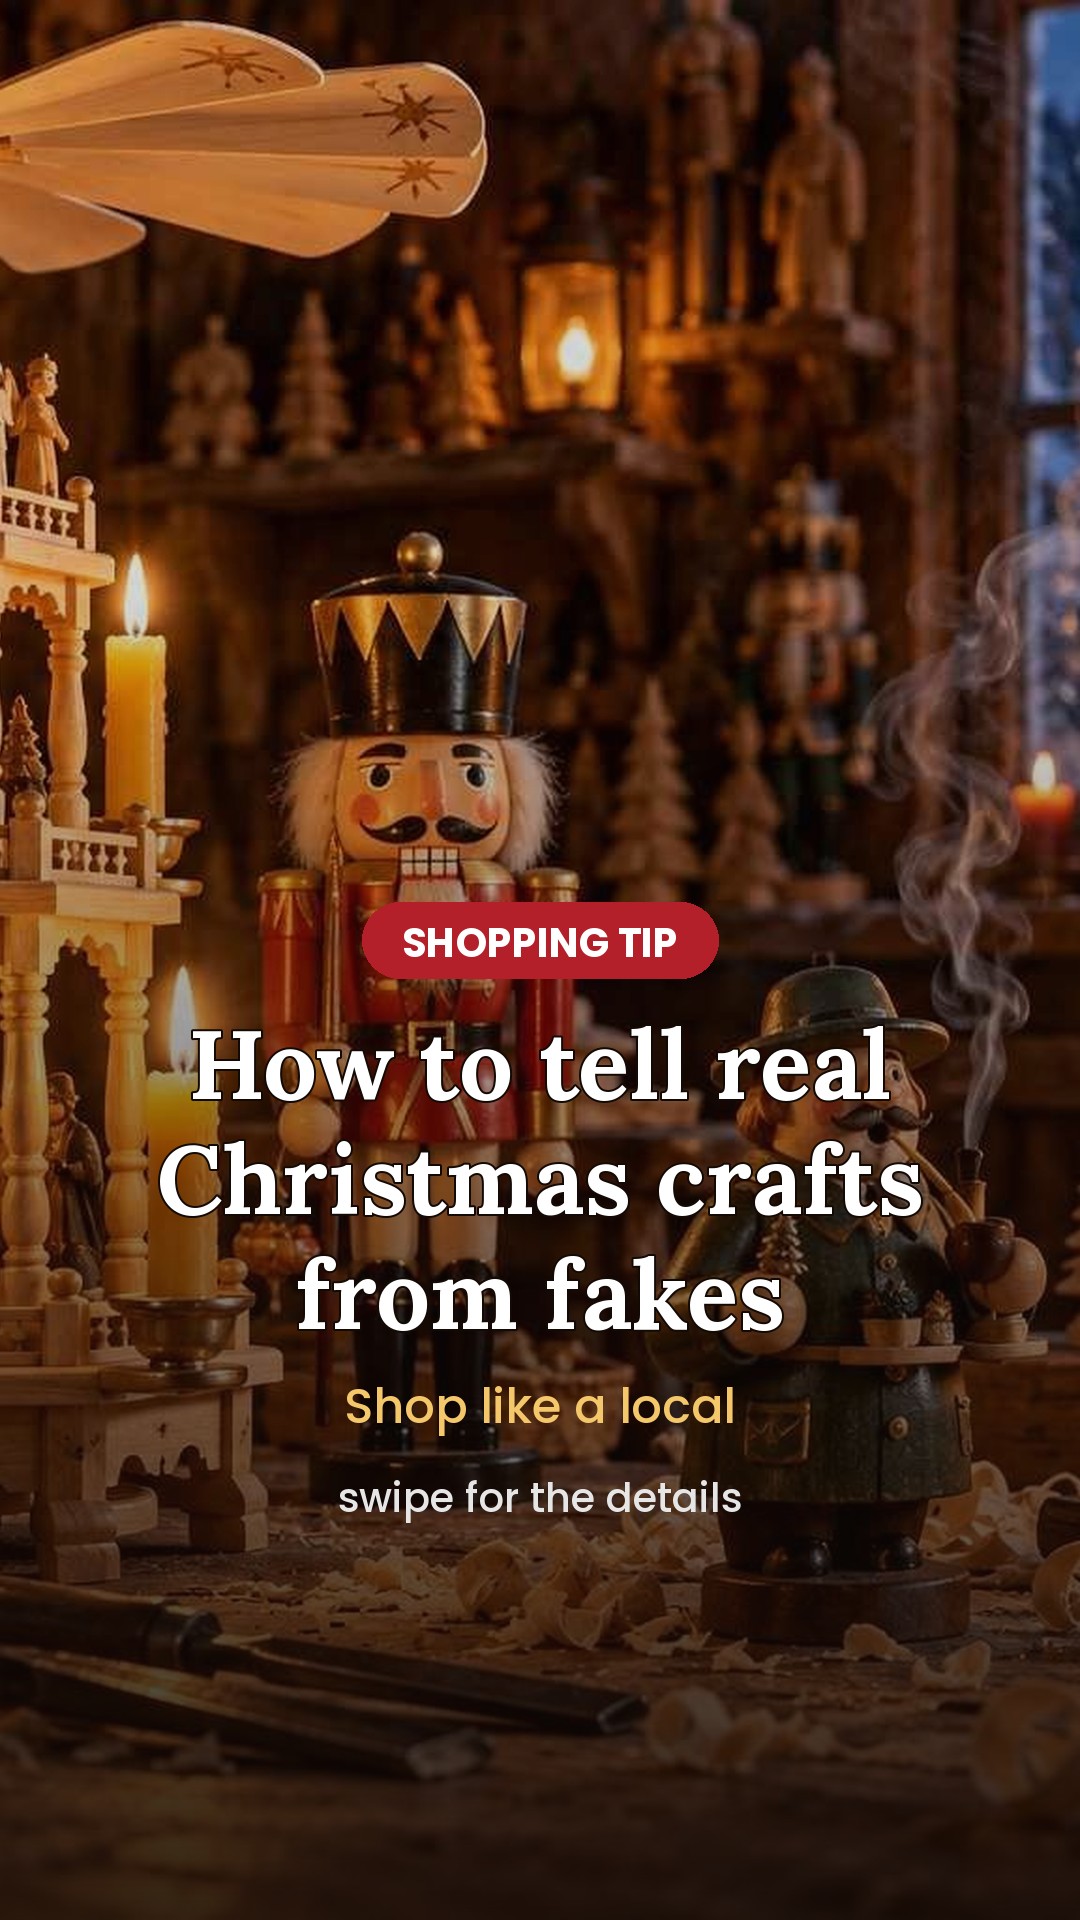 SHOPPING TIP
How to tell real
Christmas crafts
from fakes
Shop like a local
swipe for the details